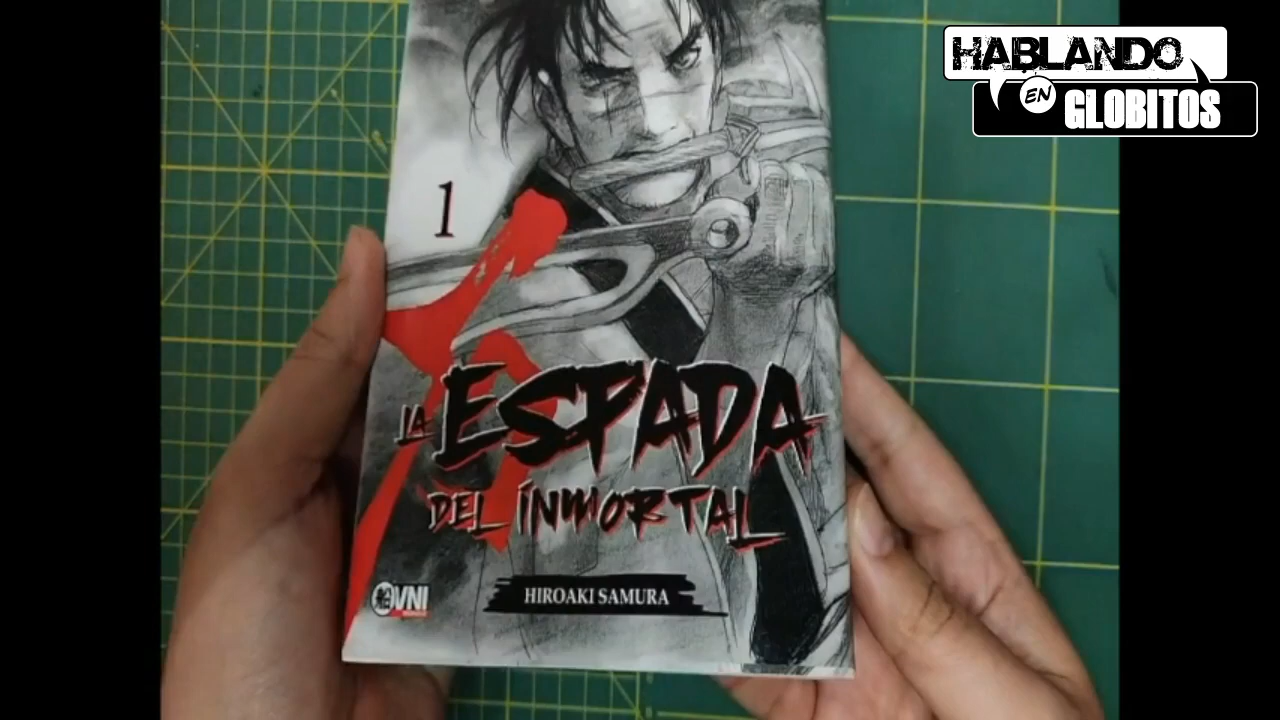 HABLANDO
EN
GLOBITOS
1
LA ESPADA
DEL INMORTAL
HIROAKI SAMURA
OVNI